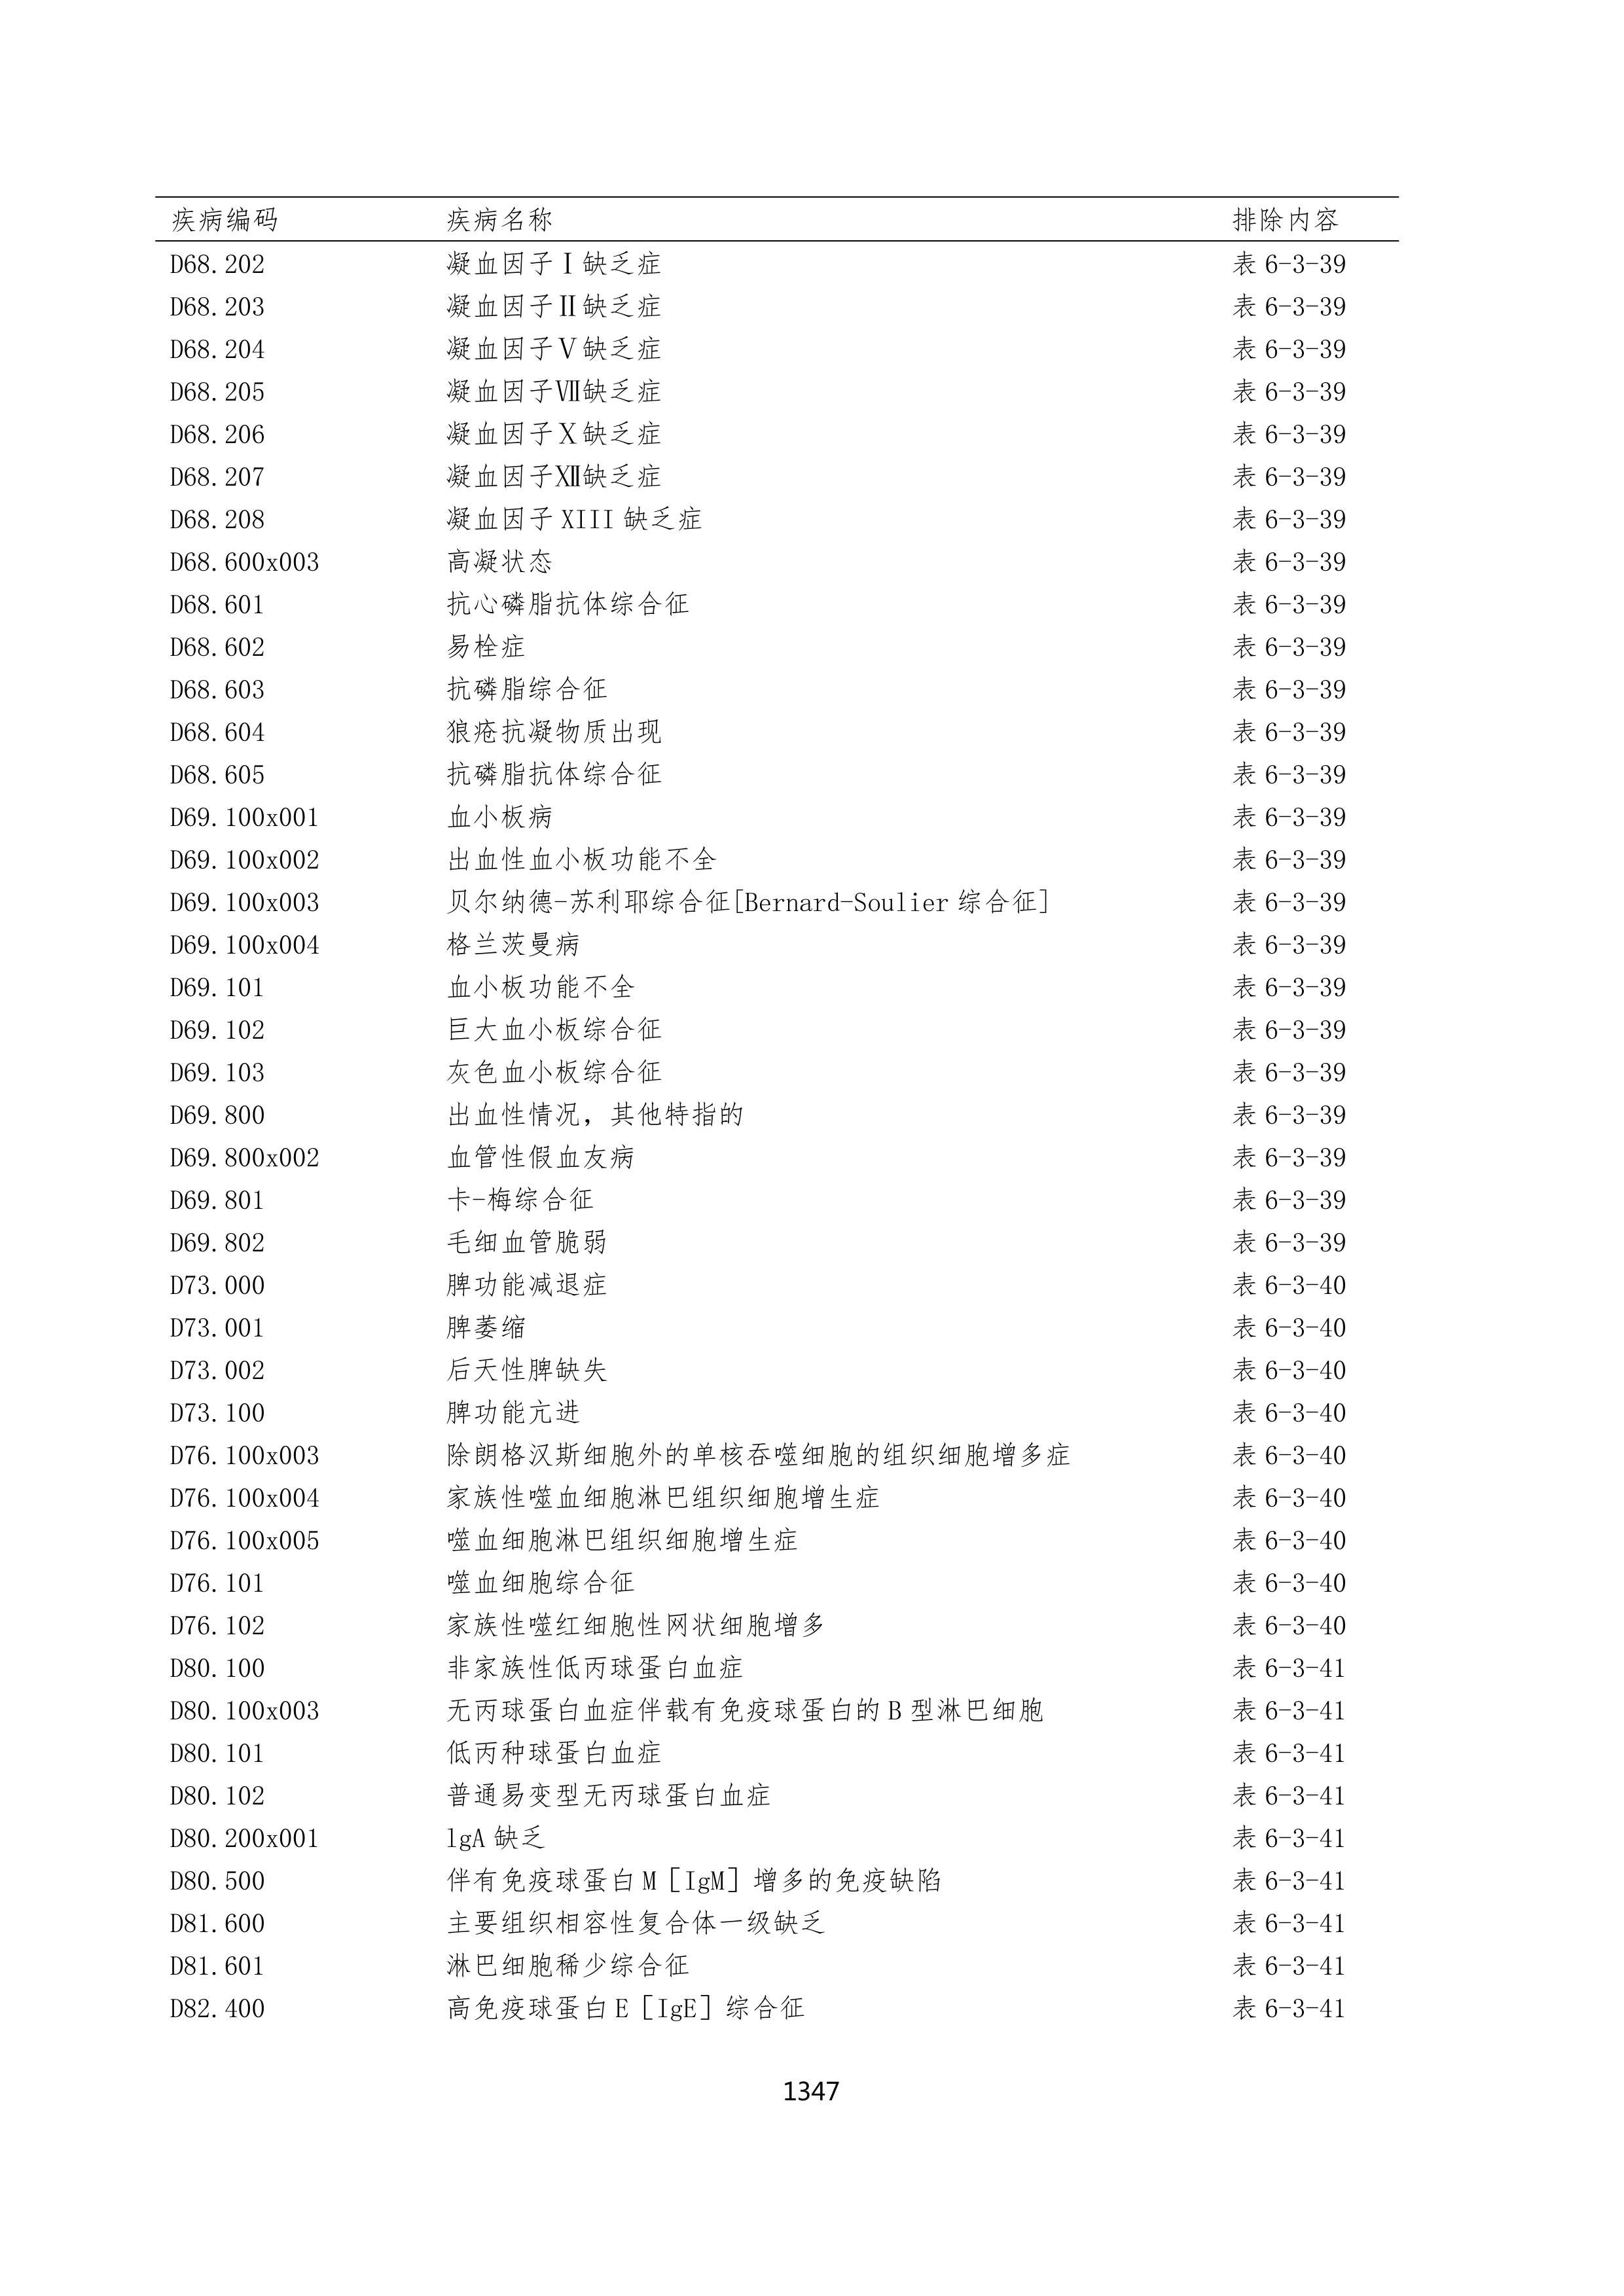 疾病编码 疾病名称 排除内容
D68.202 凝血因子Ⅰ缺乏症 表 6-3-39
D68.203 凝血因子Ⅱ缺乏症 表 6-3-39
D68.204 凝血因子Ⅴ缺乏症 表 6-3-39
D68.205 凝血因子Ⅶ缺乏症 表 6-3-39
D68.206 凝血因子Ⅹ缺乏症 表 6-3-39
D68.207 凝血因子Ⅻ缺乏症 表 6-3-39
D68.208 凝血因子 XIII 缺乏症 表 6-3-39
D68.600x003 高凝状态 表 6-3-39
D68.601 抗心磷脂抗体综合征 表 6-3-39
D68.602 易栓症 表 6-3-39
D68.603 抗磷脂综合征 表 6-3-39
D68.604 狼疮抗凝物质出现 表 6-3-39
D68.605 抗磷脂抗体综合征 表 6-3-39
D69.100x001 血小板病 表 6-3-39
D69.100x002 出血性血小板功能不全 表 6-3-39
D69.100x003 贝尔纳德-苏利耶综合征[Bernard-Soulier 综合征] 表 6-3-39
D69.100x004 格兰茨曼病 表 6-3-39
D69.101 血小板功能不全 表 6-3-39
D69.102 巨大血小板综合征 表 6-3-39
D69.103 灰色血小板综合征 表 6-3-39
D69.800 出血性情况，其他特指的 表 6-3-39
D69.800x002 血管性假血友病 表 6-3-39
D69.801 卡-梅综合征 表 6-3-39
D69.802 毛细血管脆弱 表 6-3-39
D73.000 脾功能减退症 表 6-3-40
D73.001 脾萎缩 表 6-3-40
D73.002 后天性脾缺失 表 6-3-40
D73.100 脾功能亢进 表 6-3-40
D76.100x003 除朗格汉斯细胞外的单核吞噬细胞的组织细胞增多症 表 6-3-40
D76.100x004 家族性噬血细胞淋巴组织细胞增生症 表 6-3-40
D76.100x005 噬血细胞淋巴组织细胞增生症 表 6-3-40
D76.101 噬血细胞综合征 表 6-3-40
D76.102 家族性噬红细胞性网状细胞增多 表 6-3-40
D80.100 非家族性低丙球蛋白血症 表 6-3-41
D80.100x003 无丙球蛋白血症伴载有免疫球蛋白的 B 型淋巴细胞 表 6-3-41
D80.101 低丙种球蛋白血症 表 6-3-41
D80.102 普通易变型无丙球蛋白血症 表 6-3-41
D80.200x001 lgA 缺乏 表 6-3-41
D80.500 伴有免疫球蛋白 M［IgM］增多的免疫缺陷 表 6-3-41
D81.600 主要组织相容性复合体一级缺乏 表 6-3-41
D81.601 淋巴细胞稀少综合征 表 6-3-41
D82.400 高免疫球蛋白 E［IgE］综合征 表 6-3-41
1347